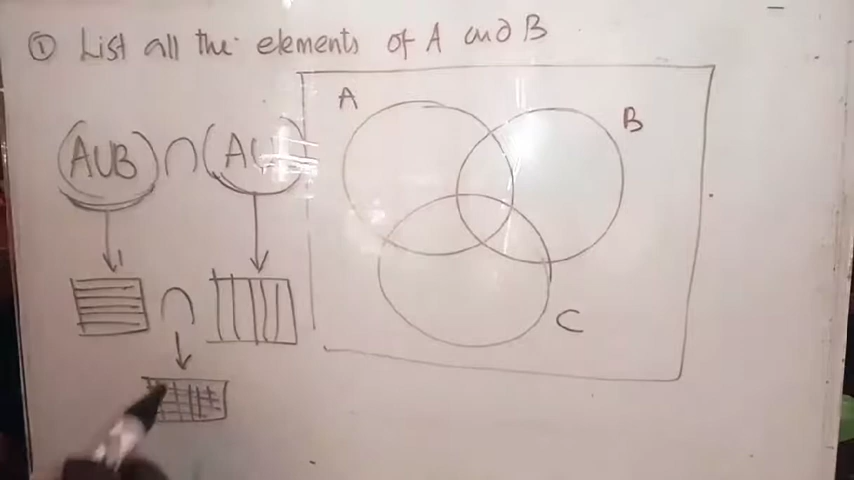 ① List all the elements of A and B
A
B
(A∪B) ∩ (A∪
∩
C